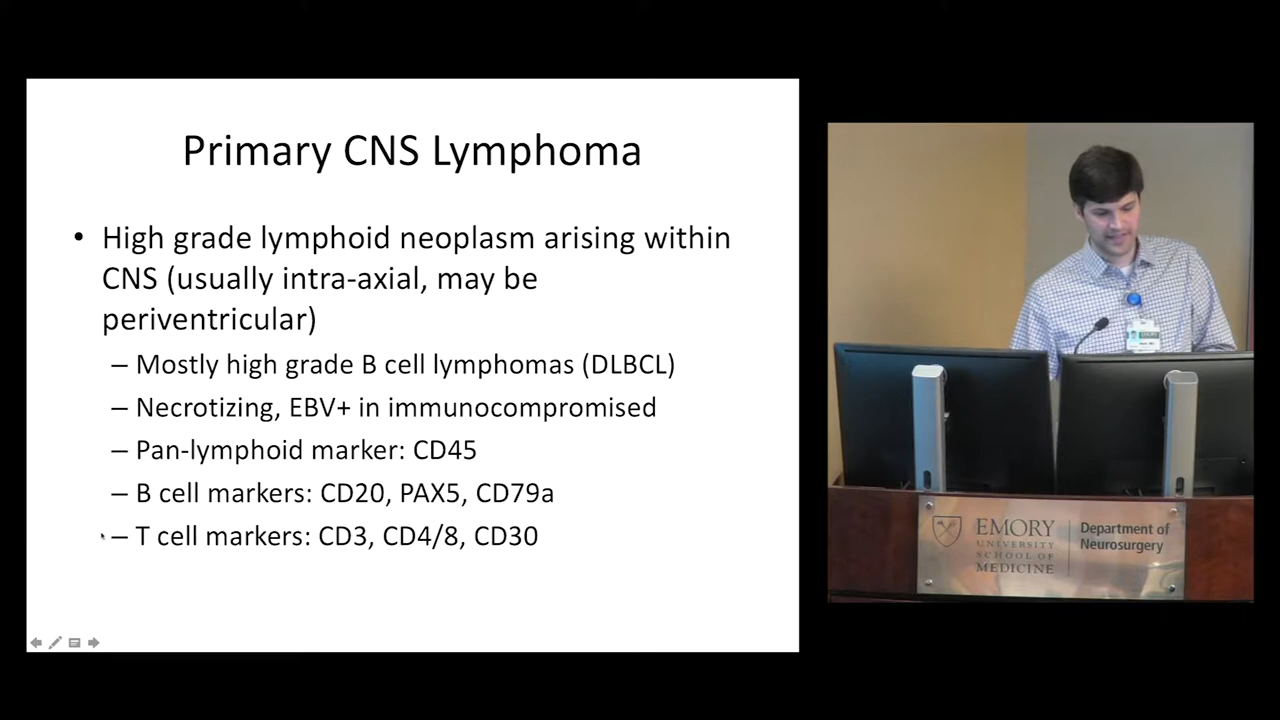 Primary CNS Lymphoma
• High grade lymphoid neoplasm arising within
CNS (usually intra-axial, may be
periventricular)
– Mostly high grade B cell lymphomas (DLBCL)
– Necrotizing, EBV+ in immunocompromised
– Pan-lymphoid marker: CD45
– B cell markers: CD20, PAX5, CD79a
– T cell markers: CD3, CD4/8, CD30
EMORY
UNIVERSITY
SCHOOL OF
MEDICINE
Department of
Neurosurgery